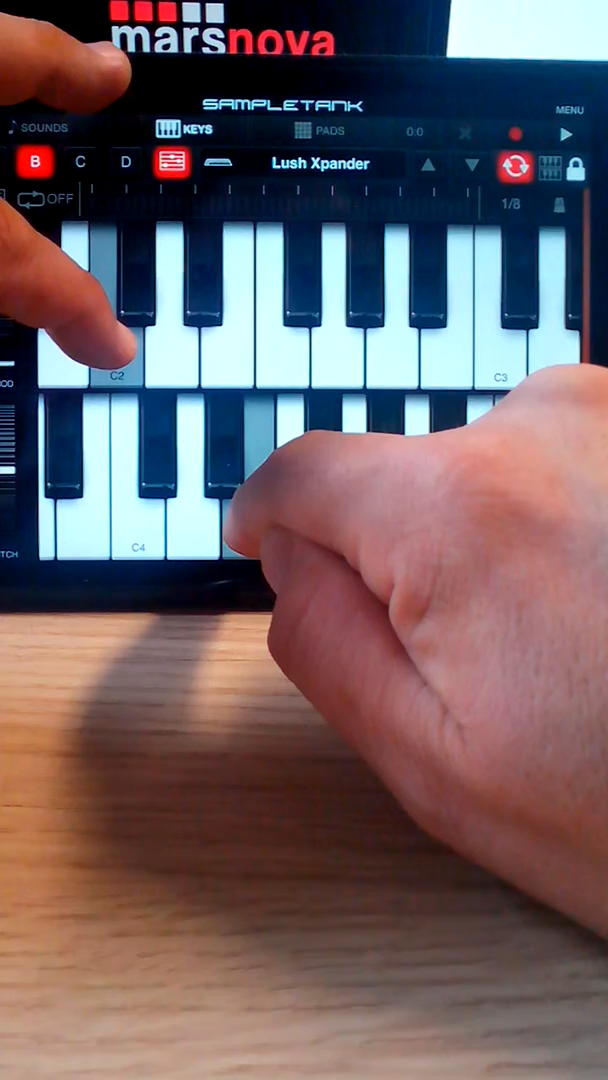 marsnova
SAMPLETANK
MENU
SOUNDS
KEYS
PADS
0:0
B
C
D
Lush Xpander
OFF
1/8
C2
C3
C4